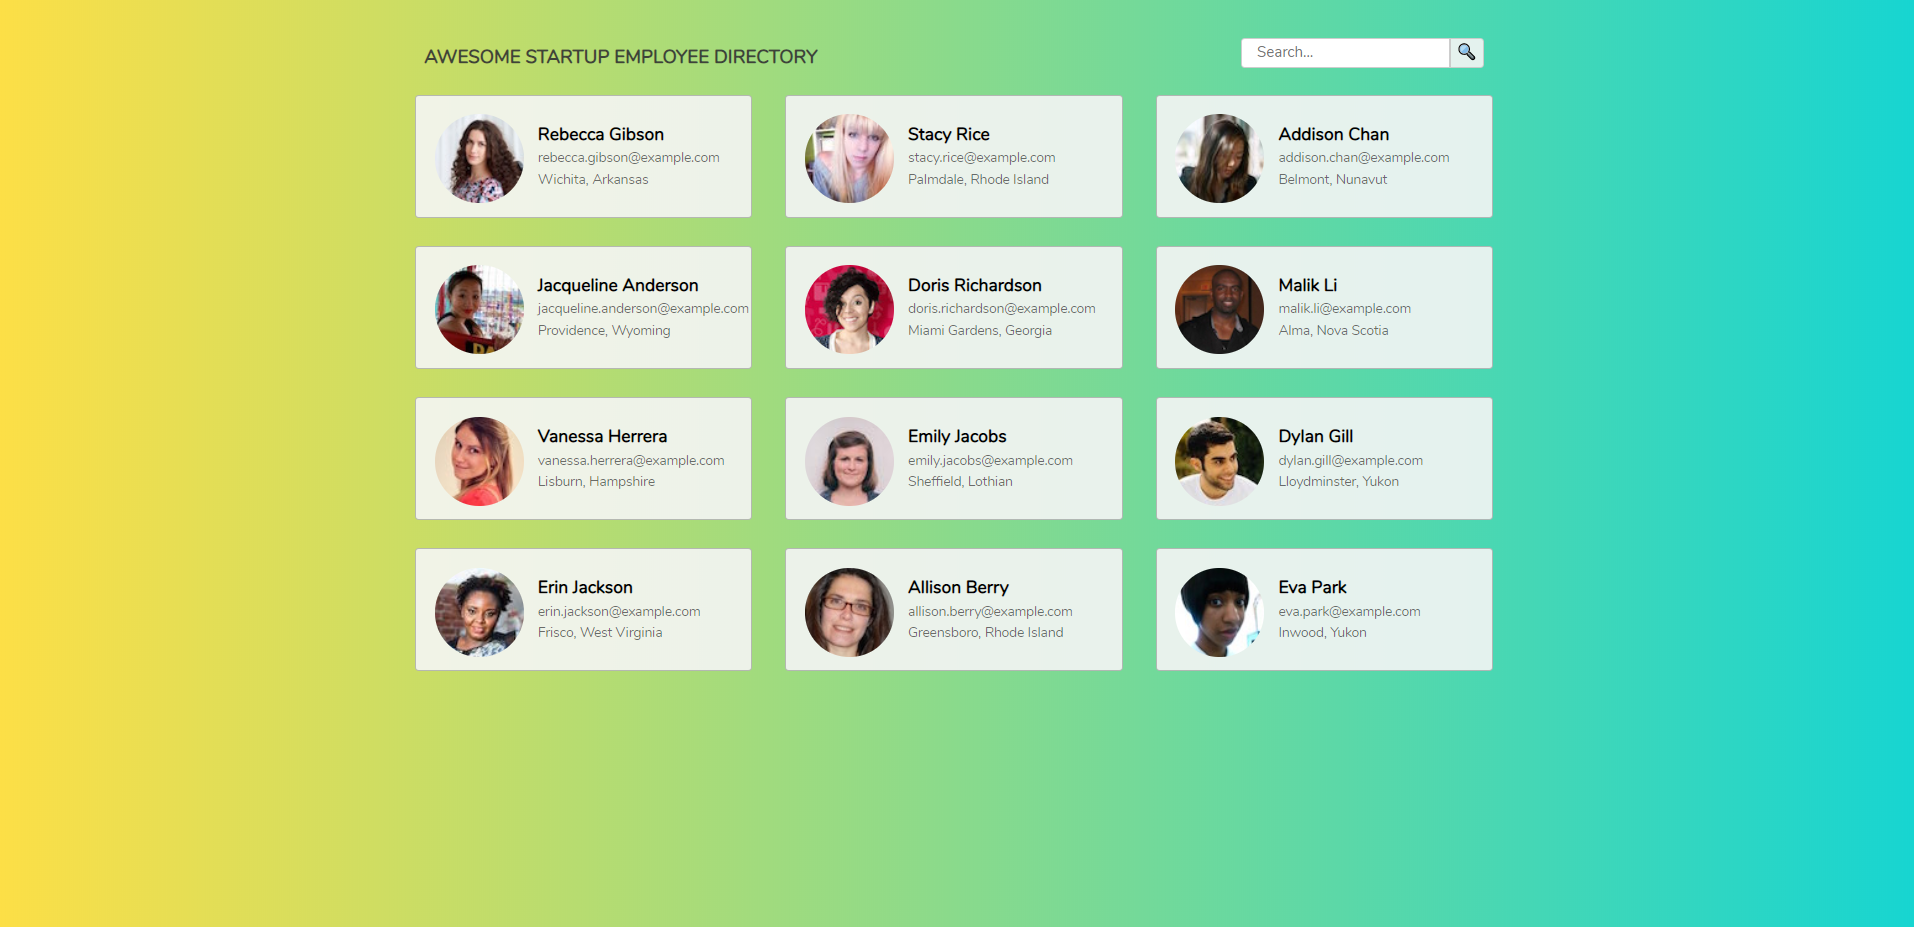 AWESOME STARTUP EMPLOYEE DIRECTORY
Search...
Rebecca Gibson
rebecca.gibson@example.com
Wichita, Arkansas
Stacy Rice
stacy.rice@example.com
Palmdale, Rhode Island
Addison Chan
addison.chan@example.com
Belmont, Nunavut
Jacqueline Anderson
jacqueline.anderson@example.com
Providence, Wyoming
Doris Richardson
doris.richardson@example.com
Miami Gardens, Georgia
Malik Li
malik.li@example.com
Alma, Nova Scotia
Vanessa Herrera
vanessa.herrera@example.com
Lisburn, Hampshire
Emily Jacobs
emily.jacobs@example.com
Sheffield, Lothian
Dylan Gill
dylan.gill@example.com
Lloydminster, Yukon
Erin Jackson
erin.jackson@example.com
Frisco, West Virginia
Allison Berry
allison.berry@example.com
Greensboro, Rhode Island
Eva Park
eva.park@example.com
Inwood, Yukon